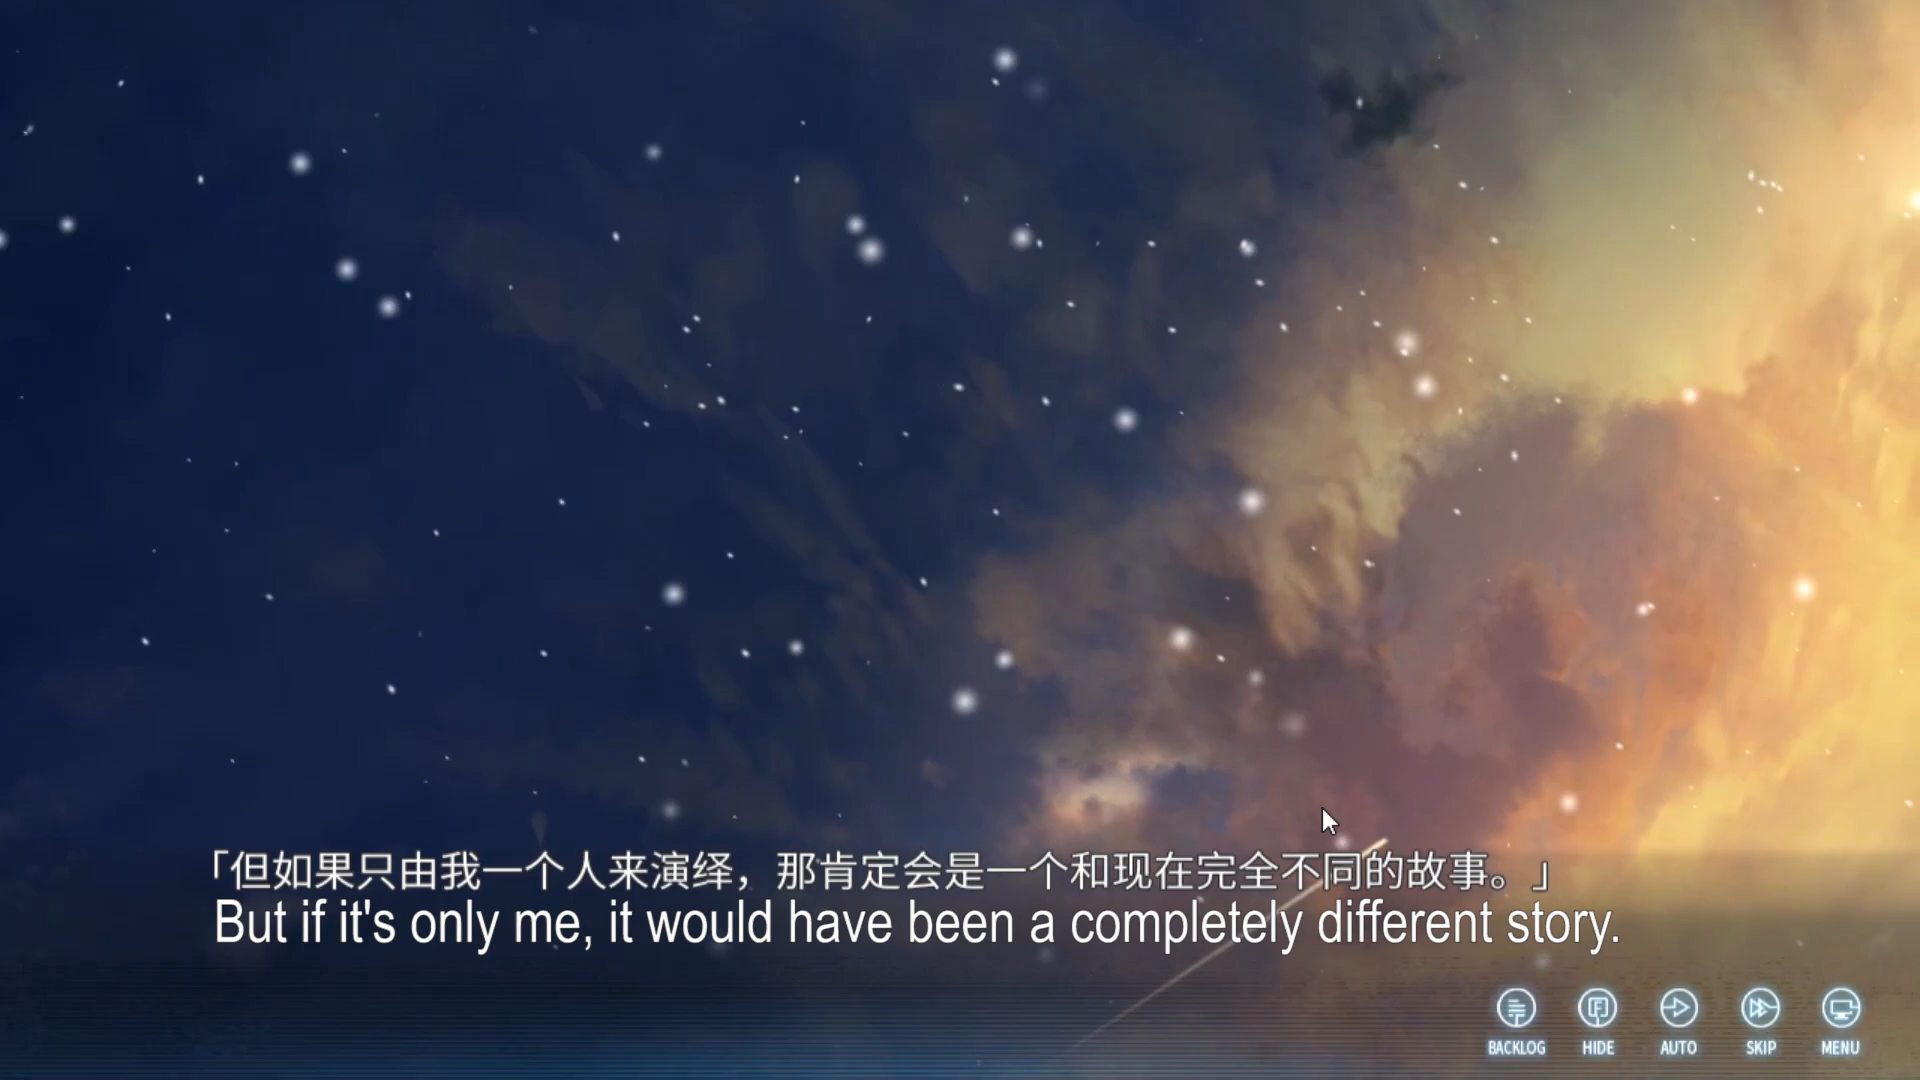 「但如果只由我一个人来演绎，那肯定会是一个和现在完全不同的故事。」
But if it's only me, it would have been a completely different story.
BACKLOG HIDE AUTO SKIP MENU